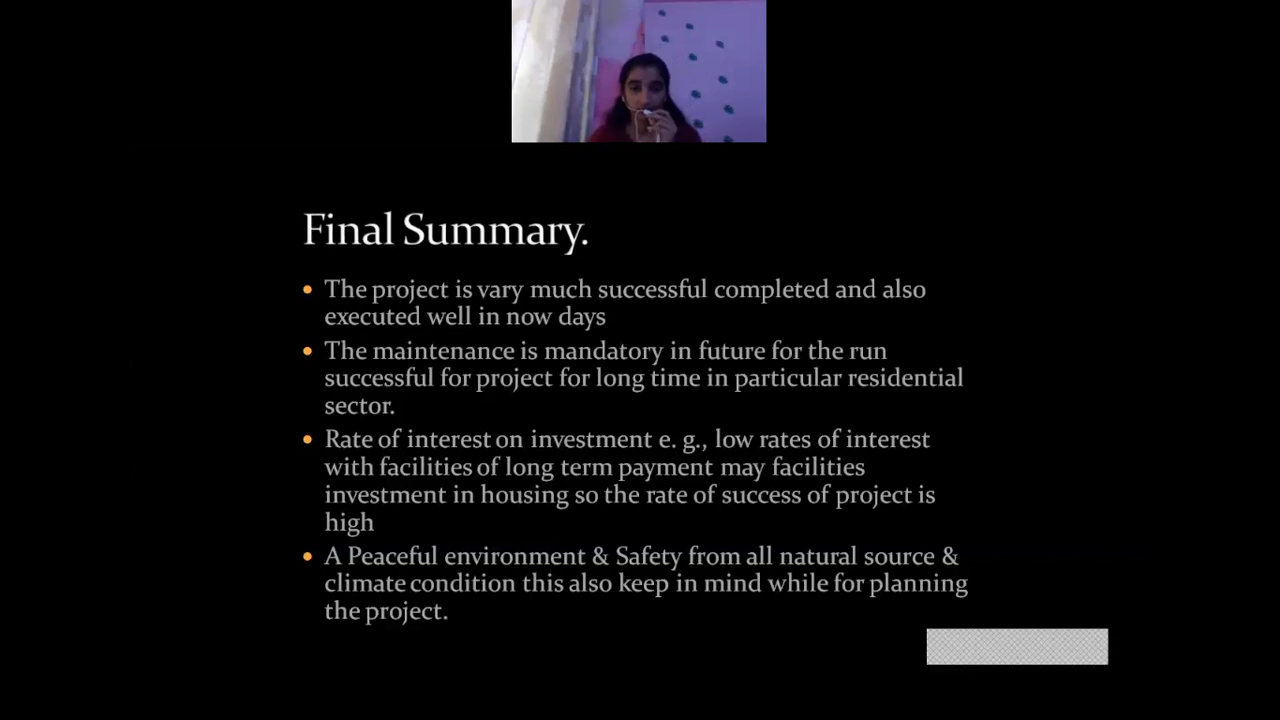 Final Summary.
The project is vary much successful completed and also
executed well in now days
The maintenance is mandatory in future for the run
successful for project for long time in particular residential
sector.
Rate of interest on investment e. g., low rates of interest
with facilities of long term payment may facilities
investment in housing so the rate of success of project is
high
A Peaceful environment & Safety from all natural source &
climate condition this also keep in mind while for planning
the project.